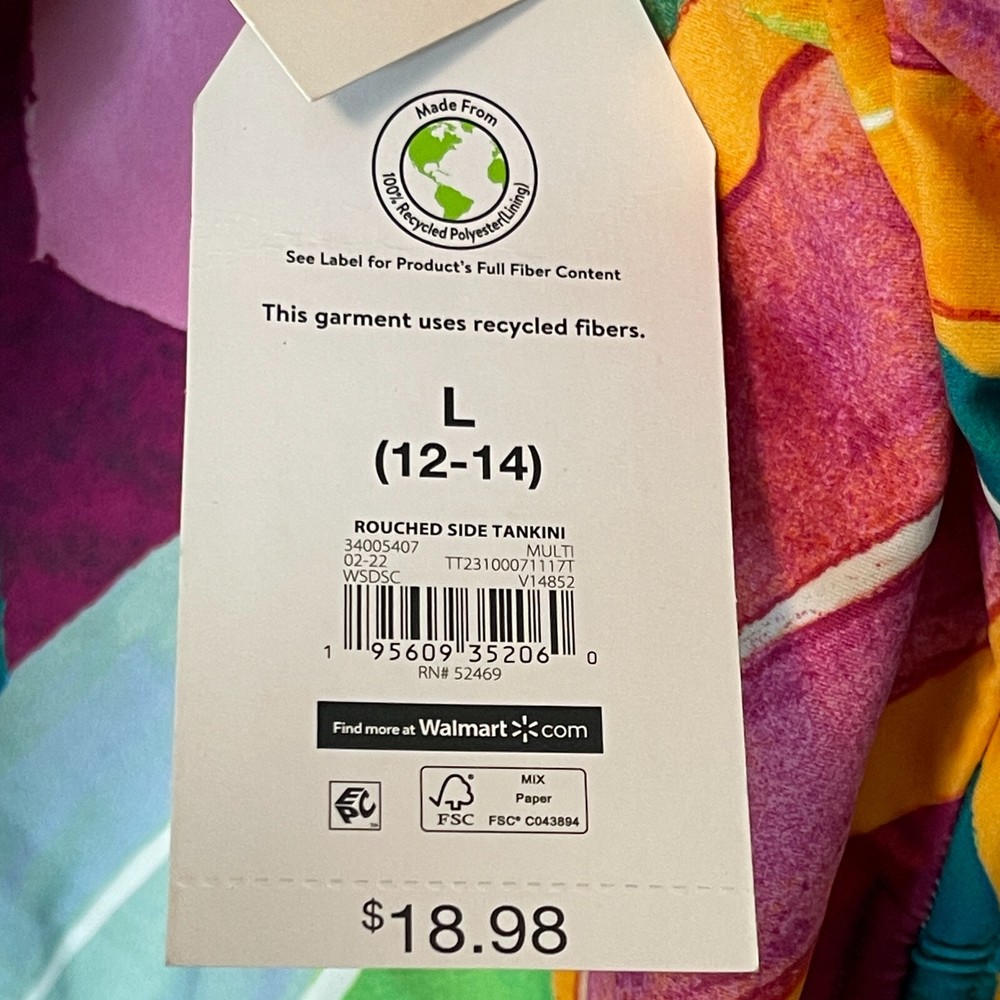 Made From
100% Recycled Polyester(Lining)
See Label for Product's Full Fiber Content
This garment uses recycled fibers.
L
(12-14)
ROUCHED SIDE TANKINI
34005407 MULTI
02-22 TT23100071117T
WSDSC V14852
1 95609 35206 0
RN# 52469
Find more at Walmart.com
EPC
FSC
MIX
Paper
FSC® C043894
$18.98